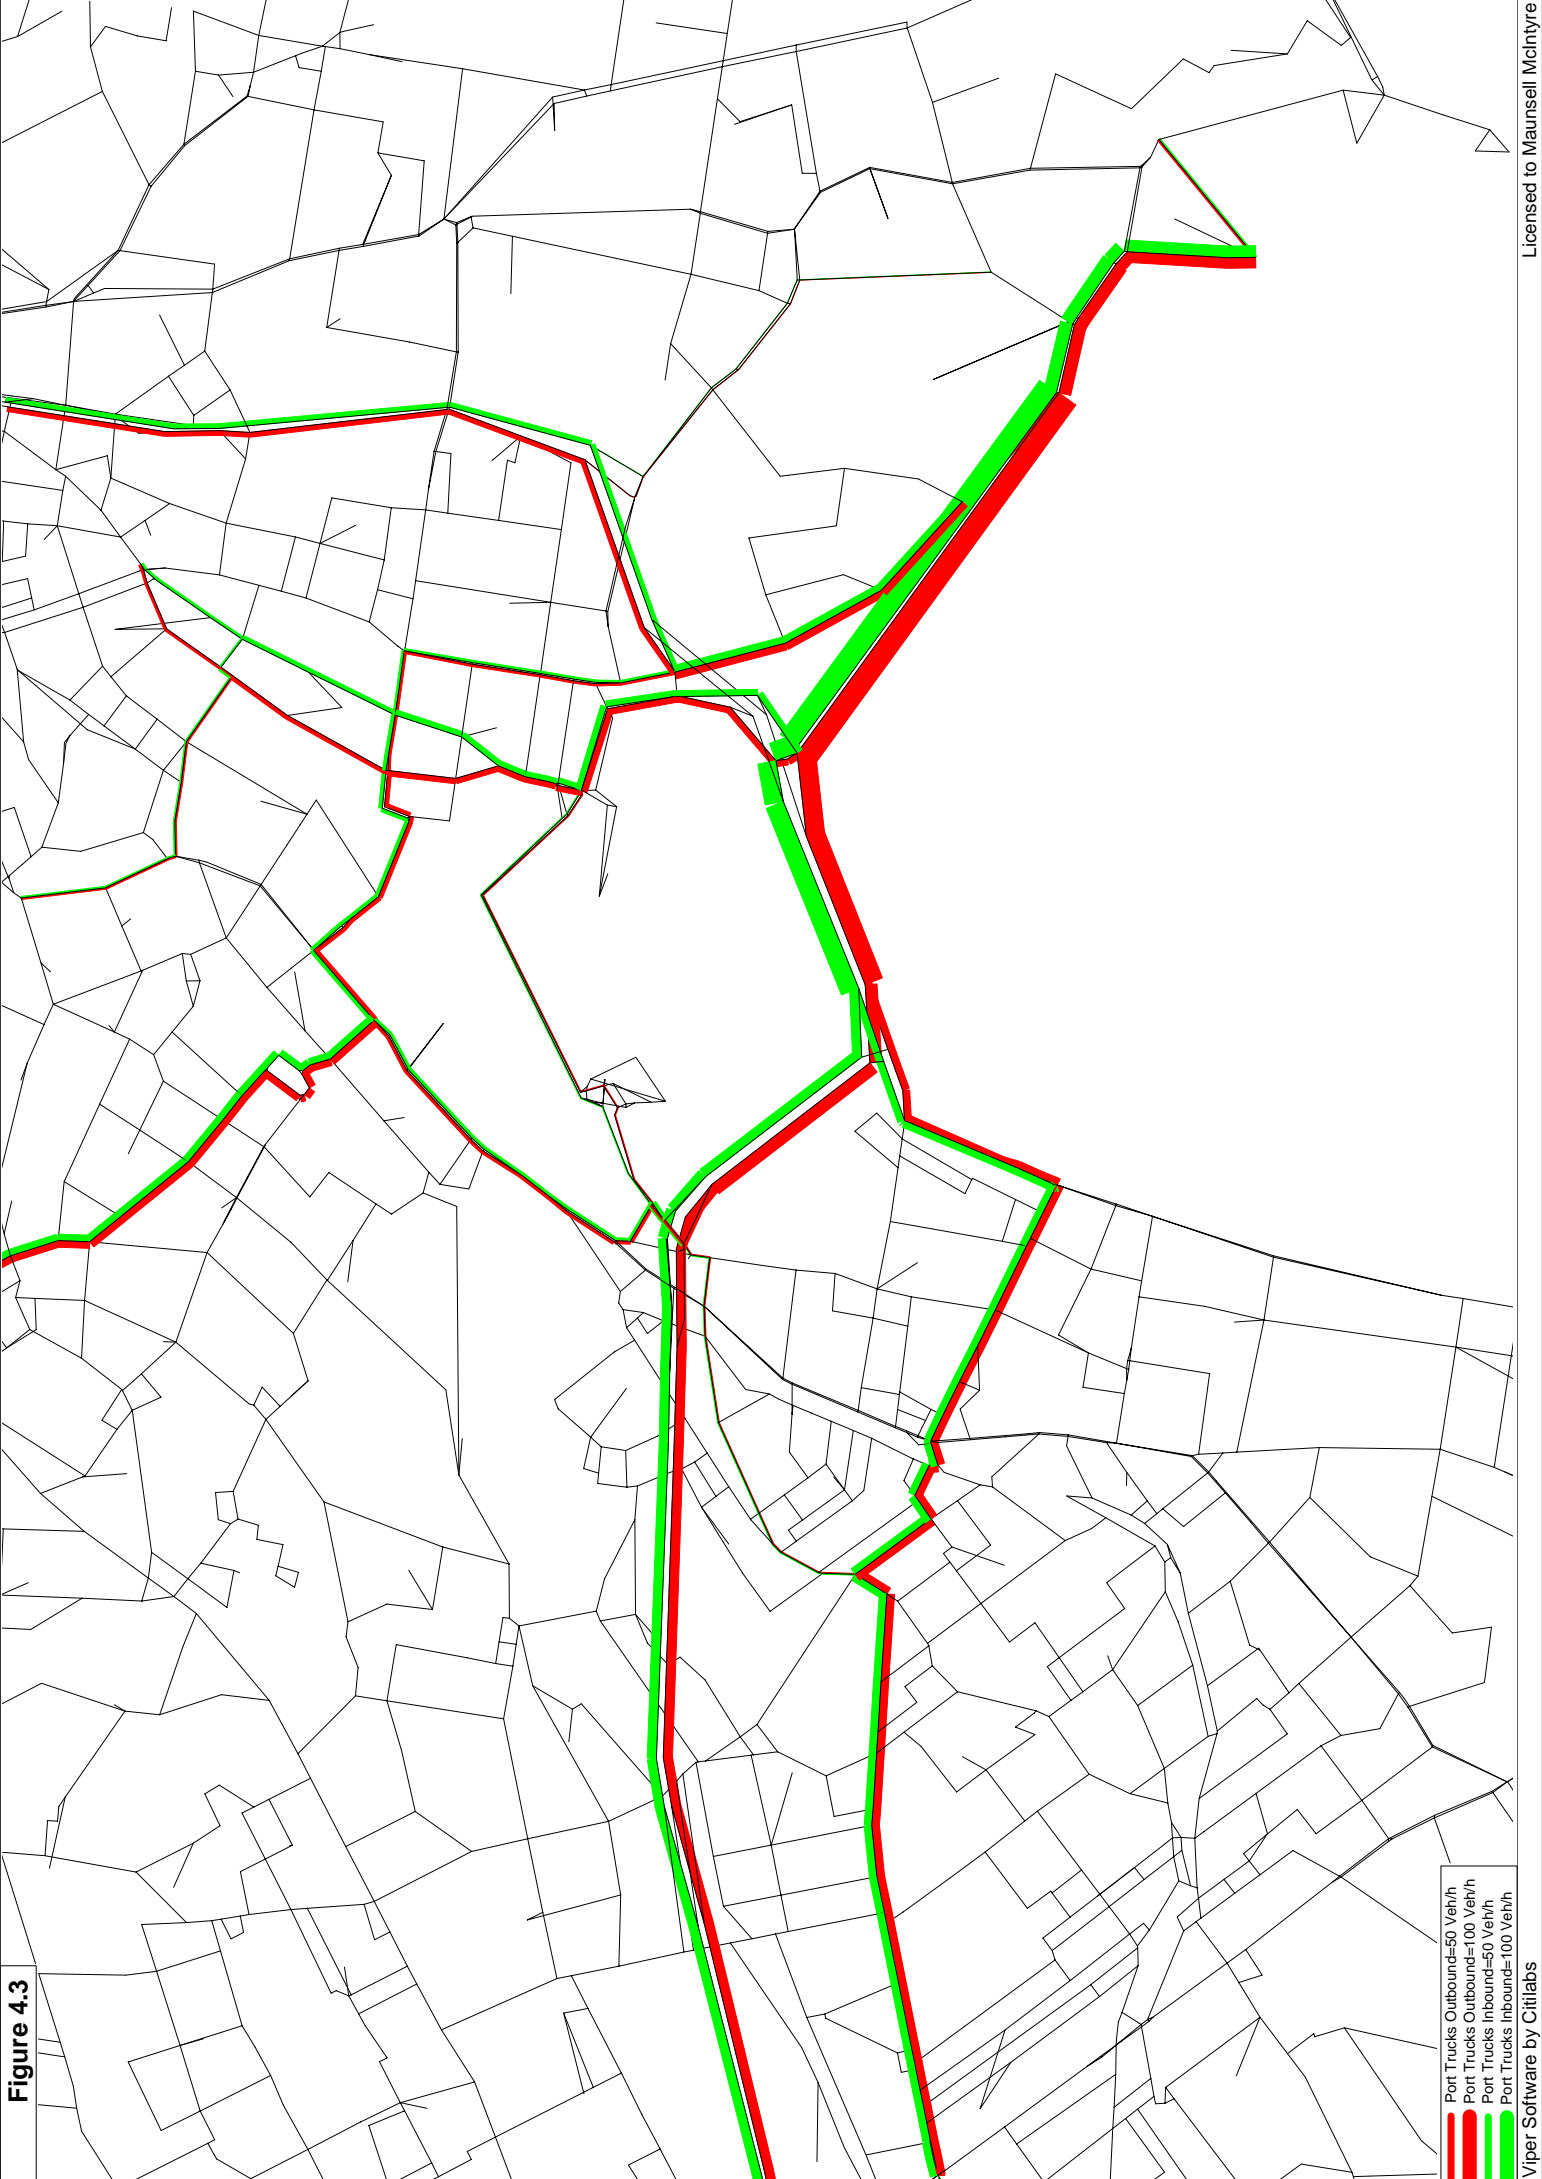 Figure 4.3
Port Trucks Outbound=50 Veh/h
Port Trucks Outbound=100 Veh/h
Port Trucks Inbound=50 Veh/h
Port Trucks Inbound=100 Veh/h
Viper Software by Citilabs
Licensed to Maunsell McIntyre